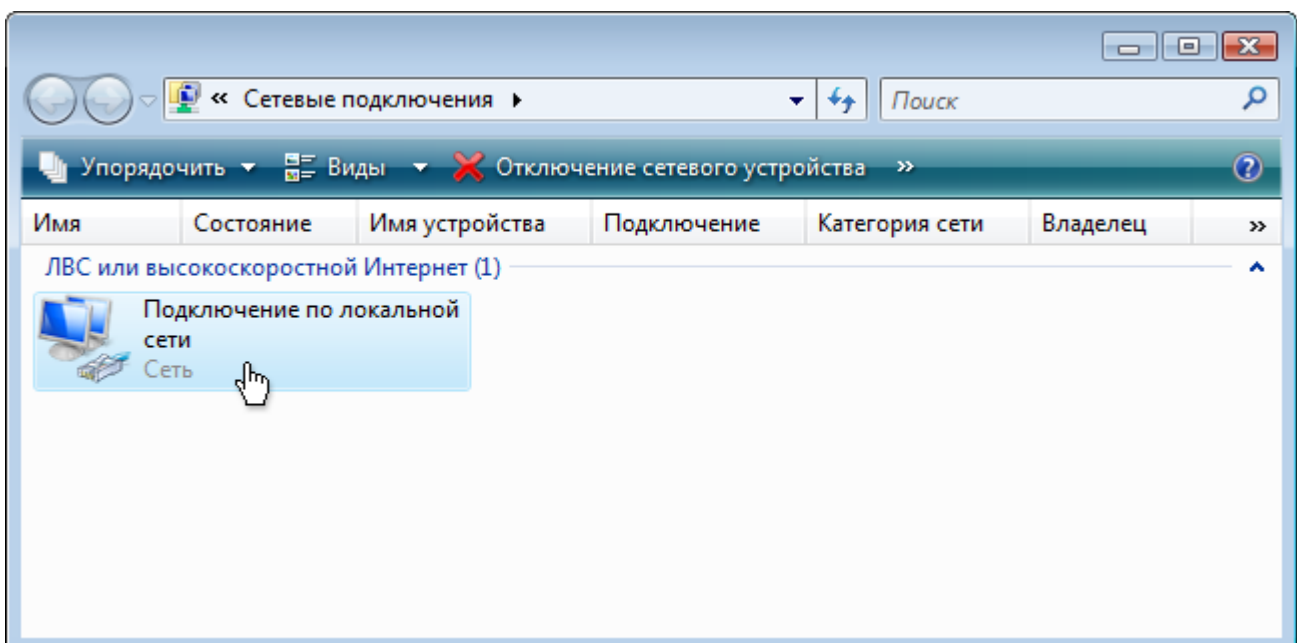 « Сетевые подключения
Поиск
Упорядочить Виды Отключение сетевого устройства »
Имя Состояние Имя устройства Подключение Категория сети Владелец »
ЛВС или высокоскоростной Интернет (1)
Подключение по локальной
сети
Сеть